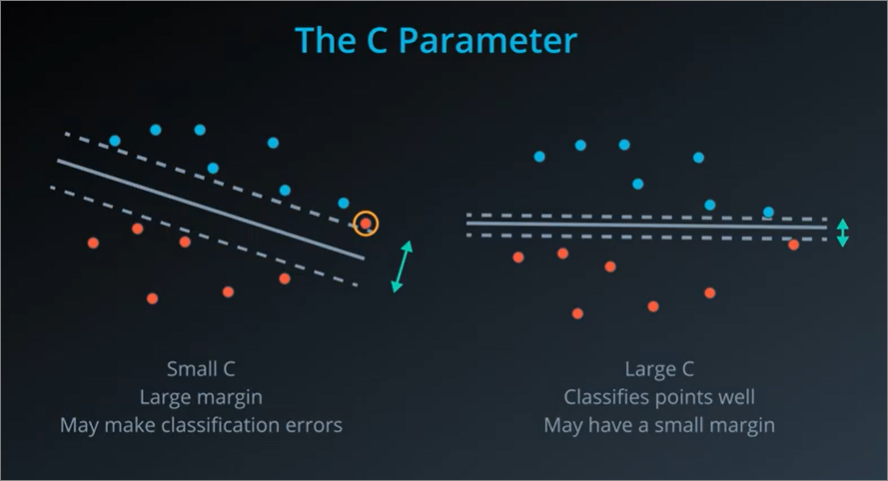 The C Parameter
Small C
Large margin
May make classification errors
Large C
Classifies points well
May have a small margin